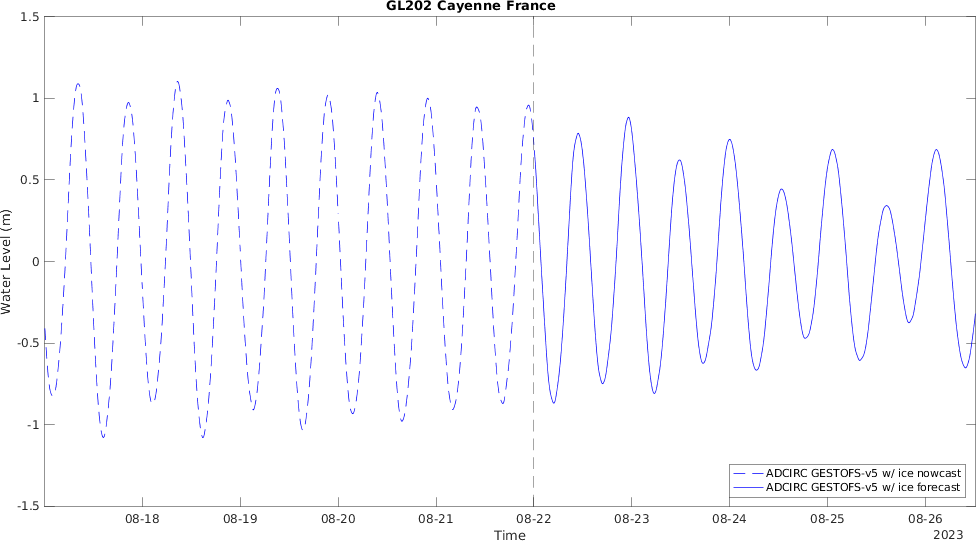 GL202 Cayenne France
1.5
1
0.5
0
-0.5
-1
-1.5
Water Level (m)
08-18 08-19 08-20 08-21 08-22 08-23 08-24 08-25 08-26
Time
2023
ADCIRC GESTOFS-v5 w/ ice nowcast
ADCIRC GESTOFS-v5 w/ ice forecast